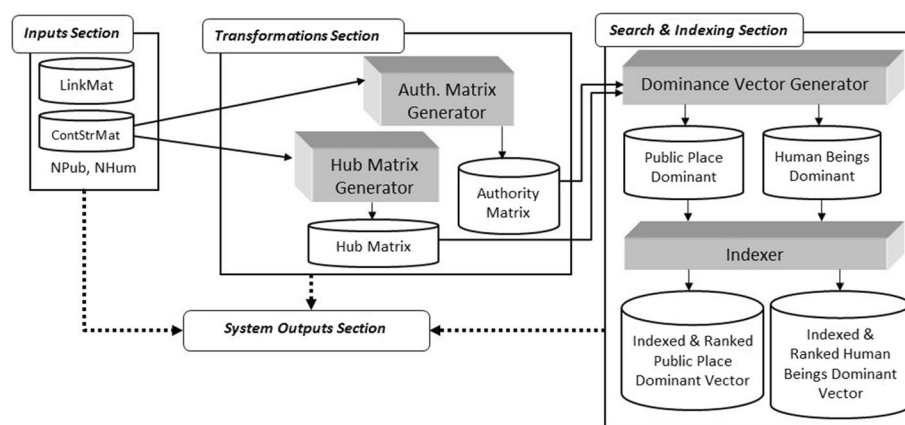 Inputs Section
LinkMat
ContStrMat
NPub, NHum
Transformations Section
Auth. Matrix
Generator
Hub Matrix
Generator
Authority
Matrix
Hub Matrix
Search & Indexing Section
Dominance Vector Generator
Public Place
Dominant
Human Beings
Dominant
Indexer
Indexed & Ranked
Public Place
Dominant Vector
Indexed &
Ranked Human
Beings Dominant
Vector
System Outputs Section